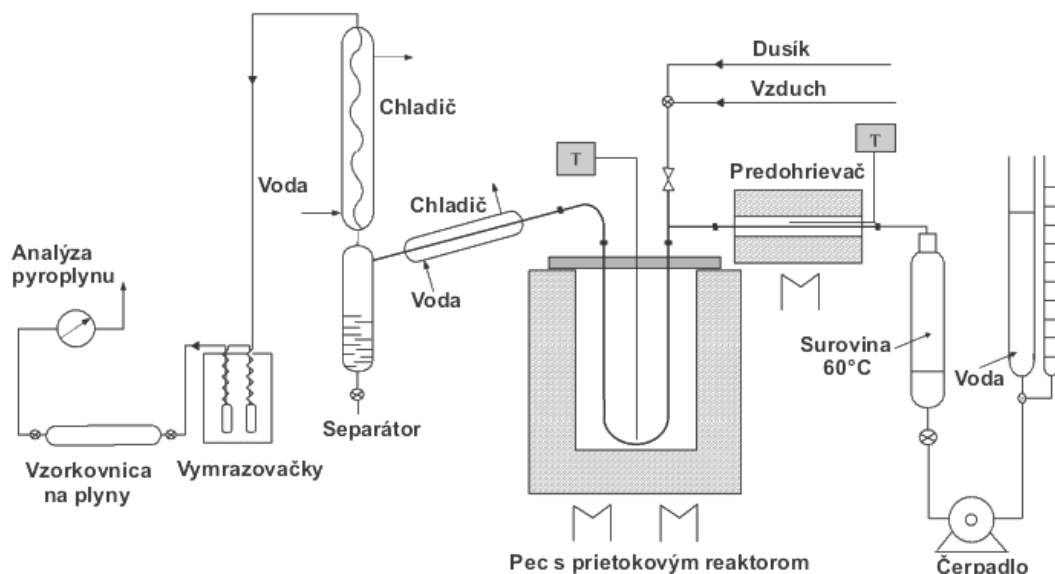 Dusík
Vzduch
Chladič
T
T
Predohrievač
Voda
Chladič
Analýza
pyroplynu
Voda
Surovina
60°C
Voda
Separátor
Vzorkovnica
na plyny
Vymrazovačky
Pec s prietokovým reaktorom
Čerpadlo